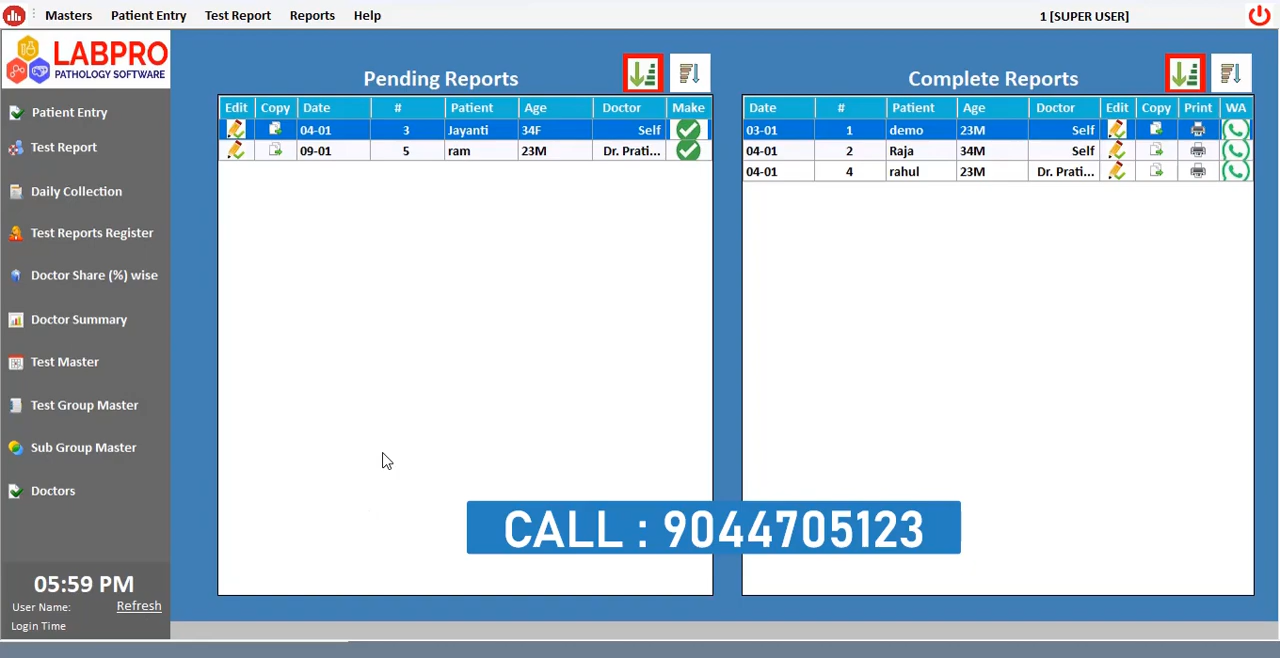 Masters Patient Entry Test Report Reports Help 1 [SUPER USER]
LABPRO
PATHOLOGY SOFTWARE
Patient Entry
Test Report
Daily Collection
Test Reports Register
Doctor Share (%) wise
Doctor Summary
Test Master
Test Group Master
Sub Group Master
Doctors
05:59 PM
User Name: Refresh
Login Time
Pending Reports
Edit Copy Date # Patient Age Doctor Make
04-01 3 Jayanti 34F Self
09-01 5 ram 23M Dr. Prati...
Complete Reports
Date # Patient Age Doctor Edit Copy Print WA
03-01 1 demo 23M Self
04-01 2 Raja 34M Self
04-01 4 rahul 23M Dr. Prati...
CALL : 9044705123